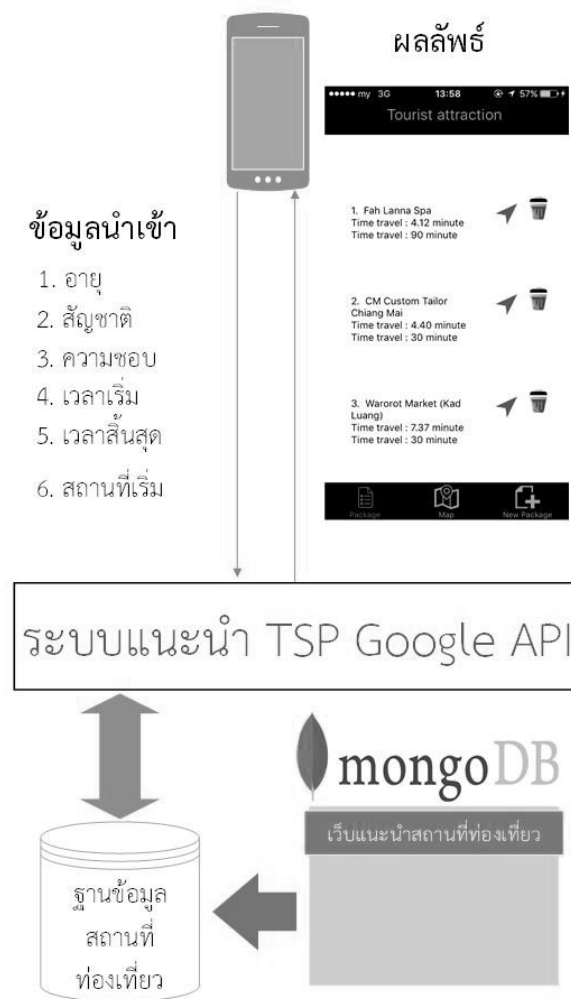 ผลลัพธ์
my 3G 13:58 57%
Tourist attraction
1. Fah Lanna Spa
Time travel : 4.12 minute
Time travel : 90 minute
2. CM Custom Tailor
Chiang Mai
Time travel : 4.40 minute
Time travel : 30 minute
3. Warorot Market (Kad
Luang)
Time travel : 7.37 minute
Time travel : 30 minute
Package Map New Package
ข้อมูลนำเข้า
1. อายุ
2. สัญชาติ
3. ความชอบ
4. เวลาเริ่ม
5. เวลาสิ้นสุด
6. สถานที่เริ่ม
ระบบแนะนำ TSP Google API
mongoDB
เว็บแนะนำสถานที่ท่องเที่ยว
ฐานข้อมูล
สถานที่
ท่องเที่ยว